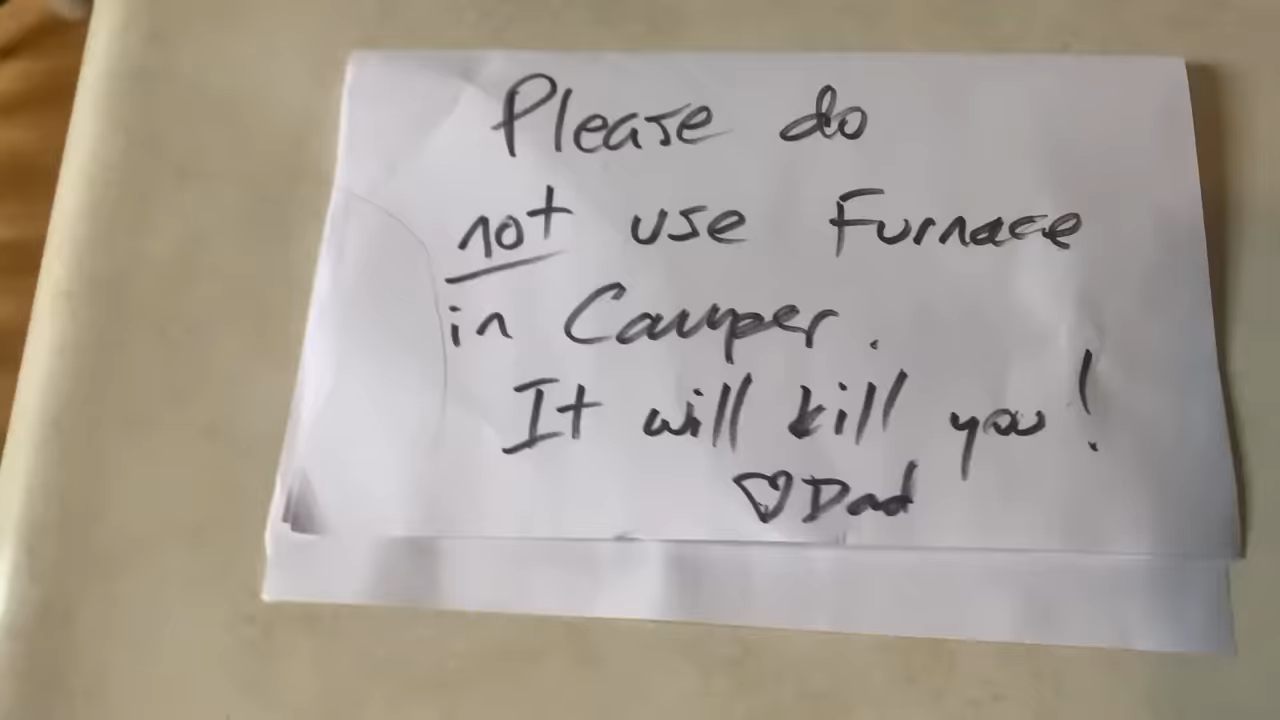 Please do
not use Furnace
in Camper.
It will kill you!
♡Dad